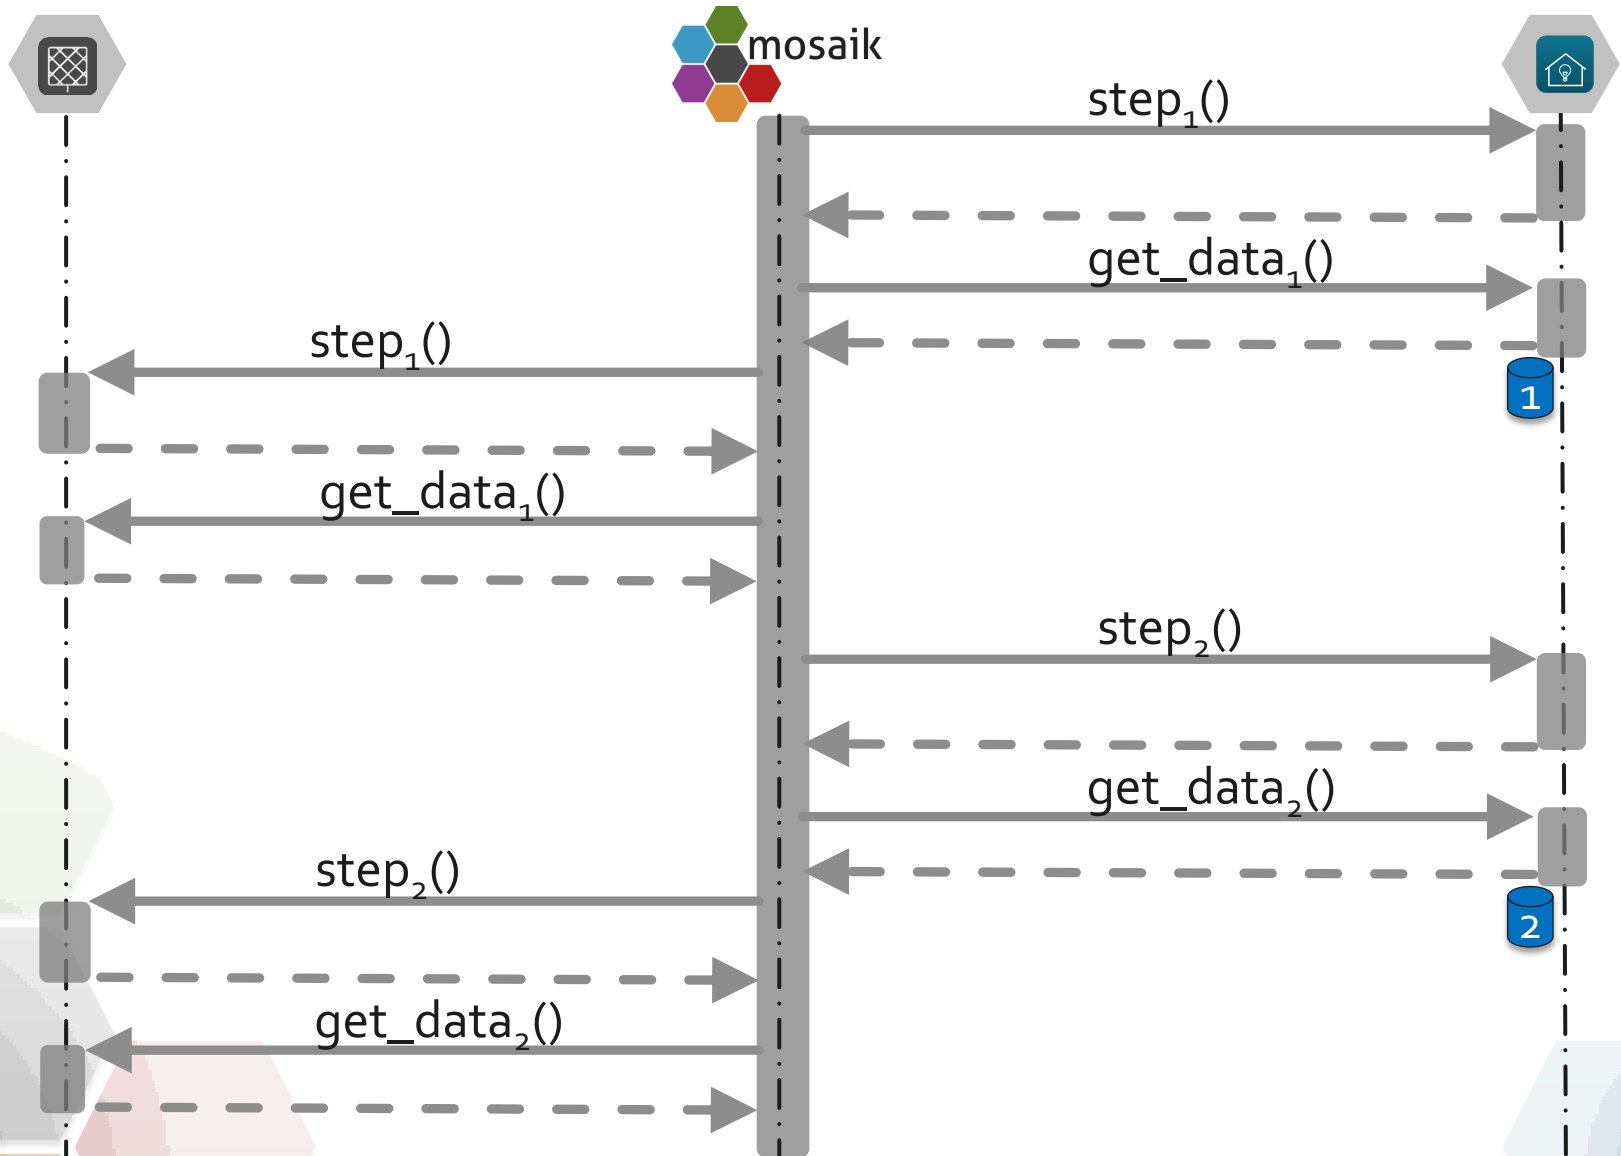 mosaik
step₁()
get_data₁()
step₁()
1
get_data₁()
step₂()
get_data₂()
step₂()
2
get_data₂()